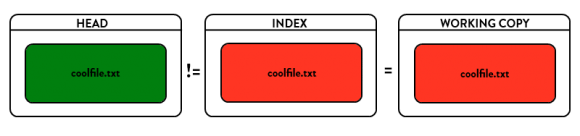 HEAD
INDEX
WORKING COPY
coolfile.txt
!=
coolfile.txt
=
coolfile.txt